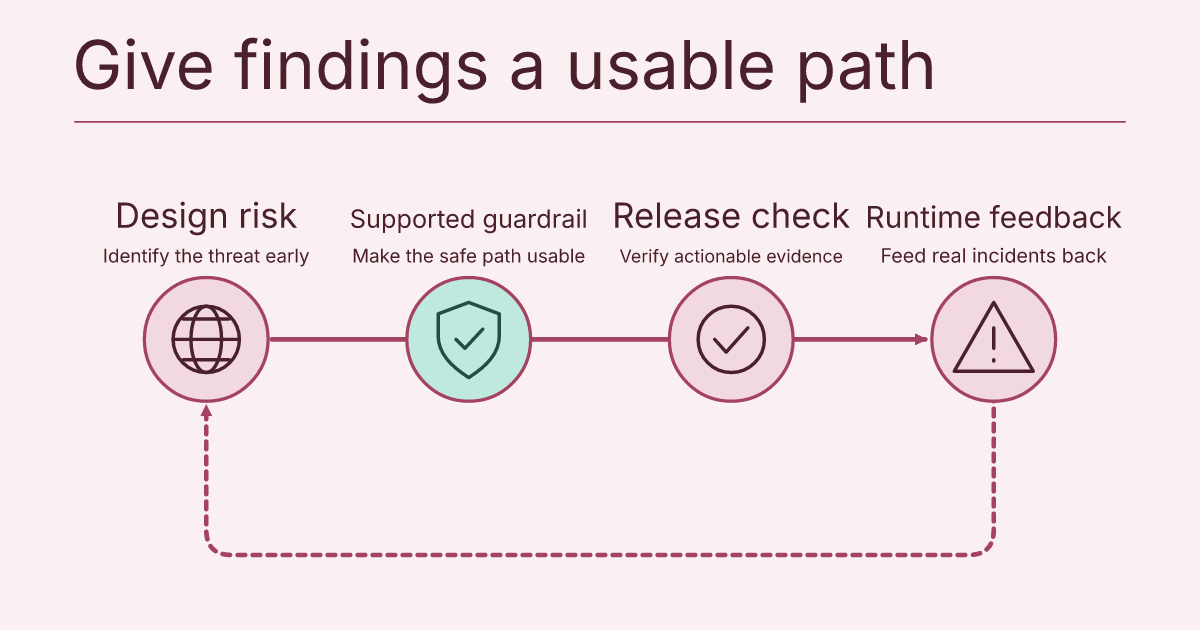 Give findings a usable path
Design risk
Identify the threat early
Supported guardrail
Make the safe path usable
Release check
Verify actionable evidence
Runtime feedback
Feed real incidents back